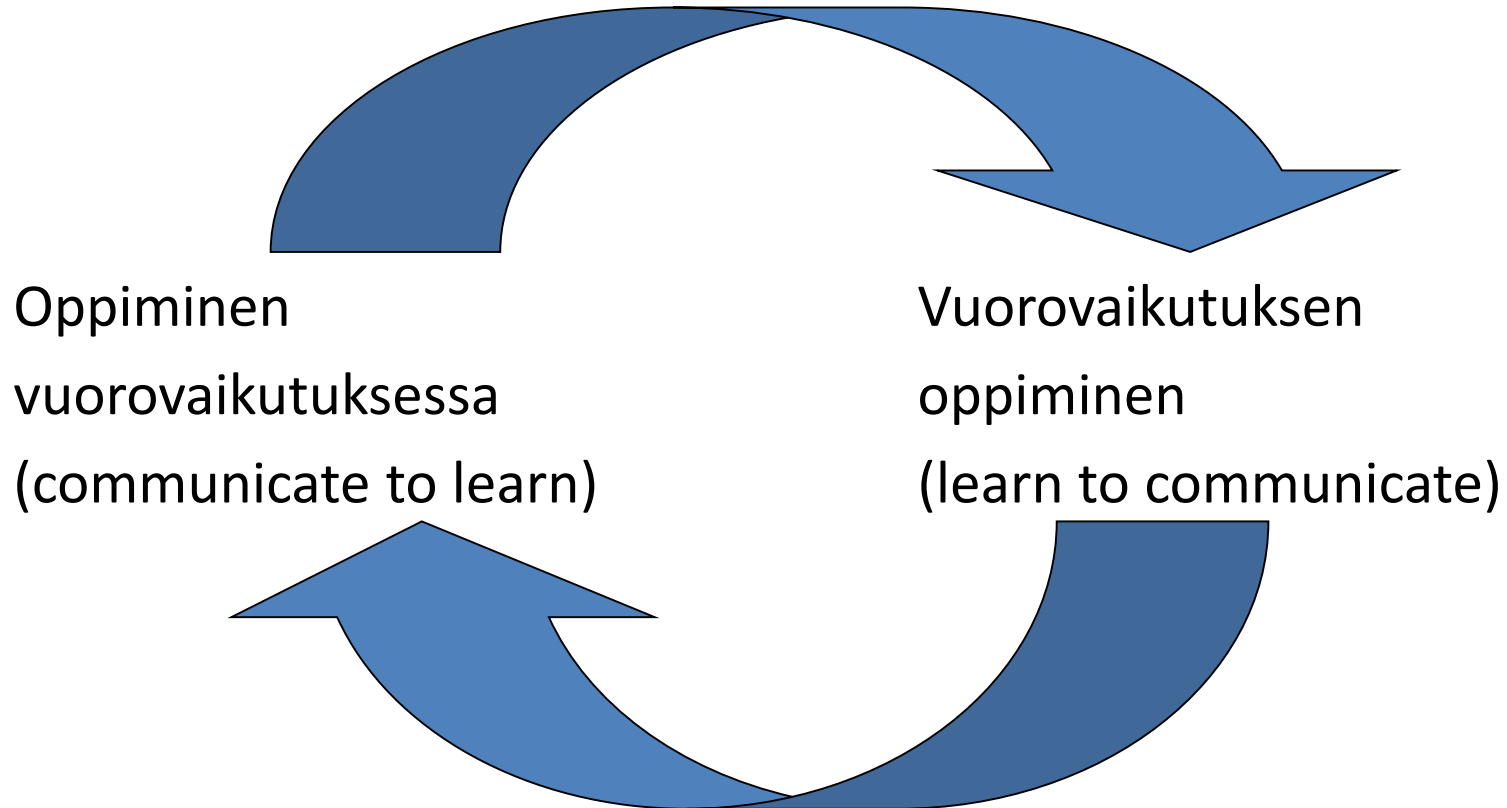 Oppiminen
vuorovaikutuksessa
(communicate to learn)
Vuorovaikutuksen
oppiminen
(learn to communicate)